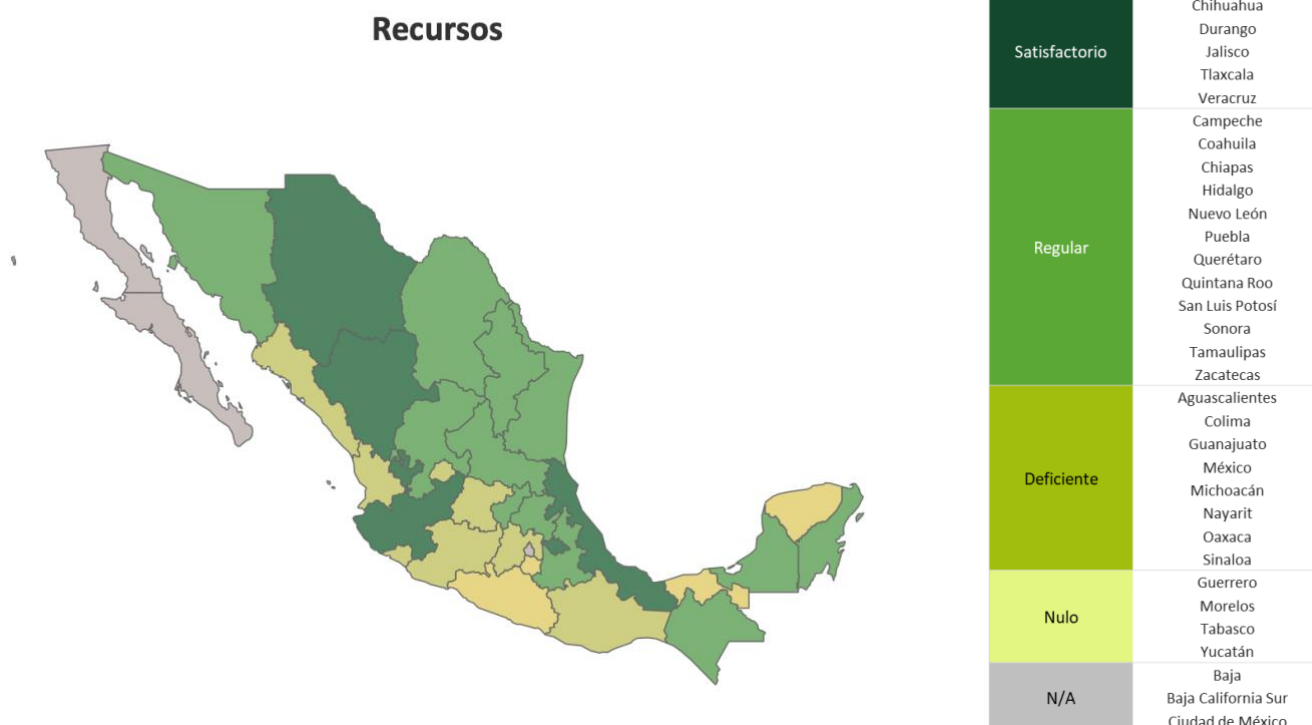 Recursos
Satisfactorio
Chihuahua
Durango
Jalisco
Tlaxcala
Veracruz
Regular
Campeche
Coahuila
Chiapas
Hidalgo
Nuevo León
Puebla
Querétaro
Quintana Roo
San Luis Potosí
Sonora
Tamaulipas
Zacatecas
Deficiente
Aguascalientes
Colima
Guanajuato
México
Michoacán
Nayarit
Oaxaca
Sinaloa
Nulo
Guerrero
Morelos
Tabasco
Yucatán
N/A
Baja
Baja California Sur
Ciudad de México